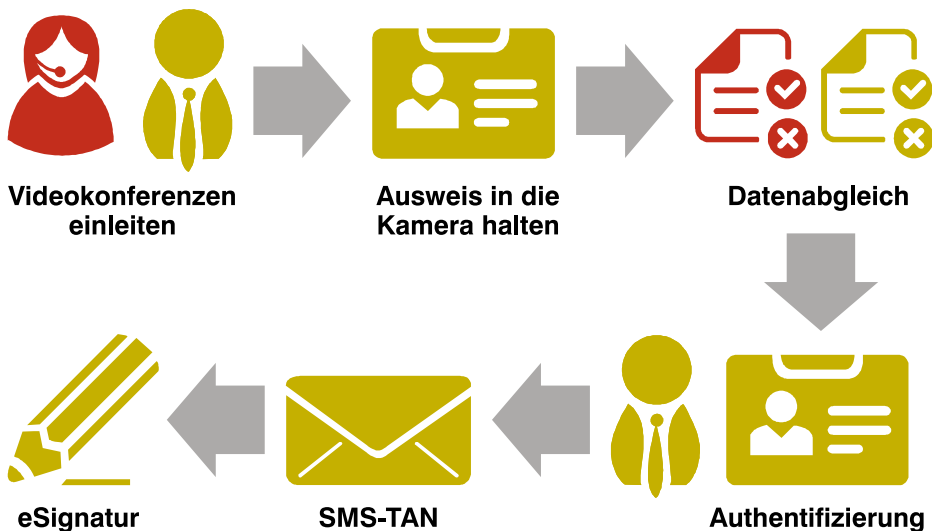 Videokonferenzen
einleiten
Ausweis in die
Kamera halten
Datenabgleich
eSignatur
SMS-TAN
Authentifizierung